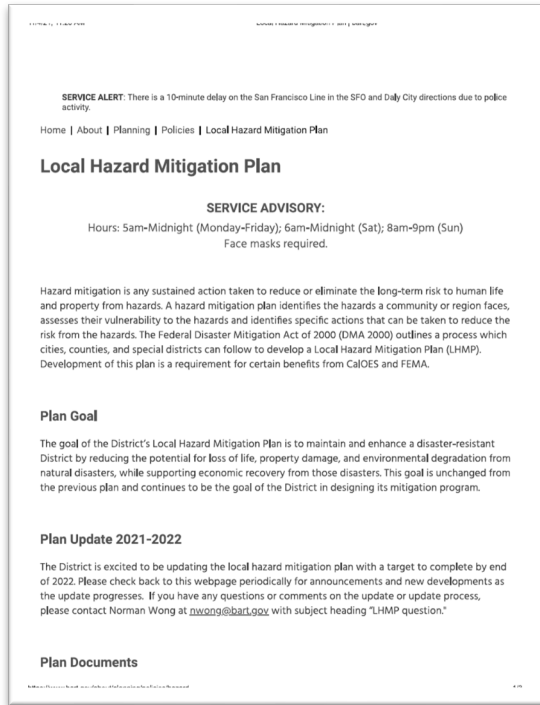 SERVICE ALERT: There is a 10-minute delay on the San Francisco Line in the SFO and Daly City directions due to police
activity.
Home | About | Planning | Policies | Local Hazard Mitigation Plan
Local Hazard Mitigation Plan
SERVICE ADVISORY:
Hours: 5am-Midnight (Monday-Friday); 6am-Midnight (Sat); 8am-9pm (Sun)
Face masks required.
Hazard mitigation is any sustained action taken to reduce or eliminate the long-term risk to human life
and property from hazards. A hazard mitigation plan identifies the hazards a community or region faces,
assesses their vulnerability to the hazards and identifies specific actions that can be taken to reduce the
risk from the hazards. The Federal Disaster Mitigation Act of 2000 (DMA 2000) outlines a process which
cities, counties, and special districts can follow to develop a Local Hazard Mitigation Plan (LHMP).
Development of this plan is a requirement for certain benefits from CalOES and FEMA.
Plan Goal
The goal of the District's Local Hazard Mitigation Plan is to maintain and enhance a disaster-resistant
District by reducing the potential for loss of life, property damage, and environmental degradation from
natural disasters, while supporting economic recovery from those disasters. This goal is unchanged from
the previous plan and continues to be the goal of the District in designing its mitigation program.
Plan Update 2021-2022
The District is excited to be updating the local hazard mitigation plan with a target to complete by end
of 2022. Please check back to this webpage periodically for announcements and new developments as
the update progresses. If you have any questions or comments on the update or update process,
please contact Norman Wong at nwong@bart.gov with subject heading "LHMP question."
Plan Documents